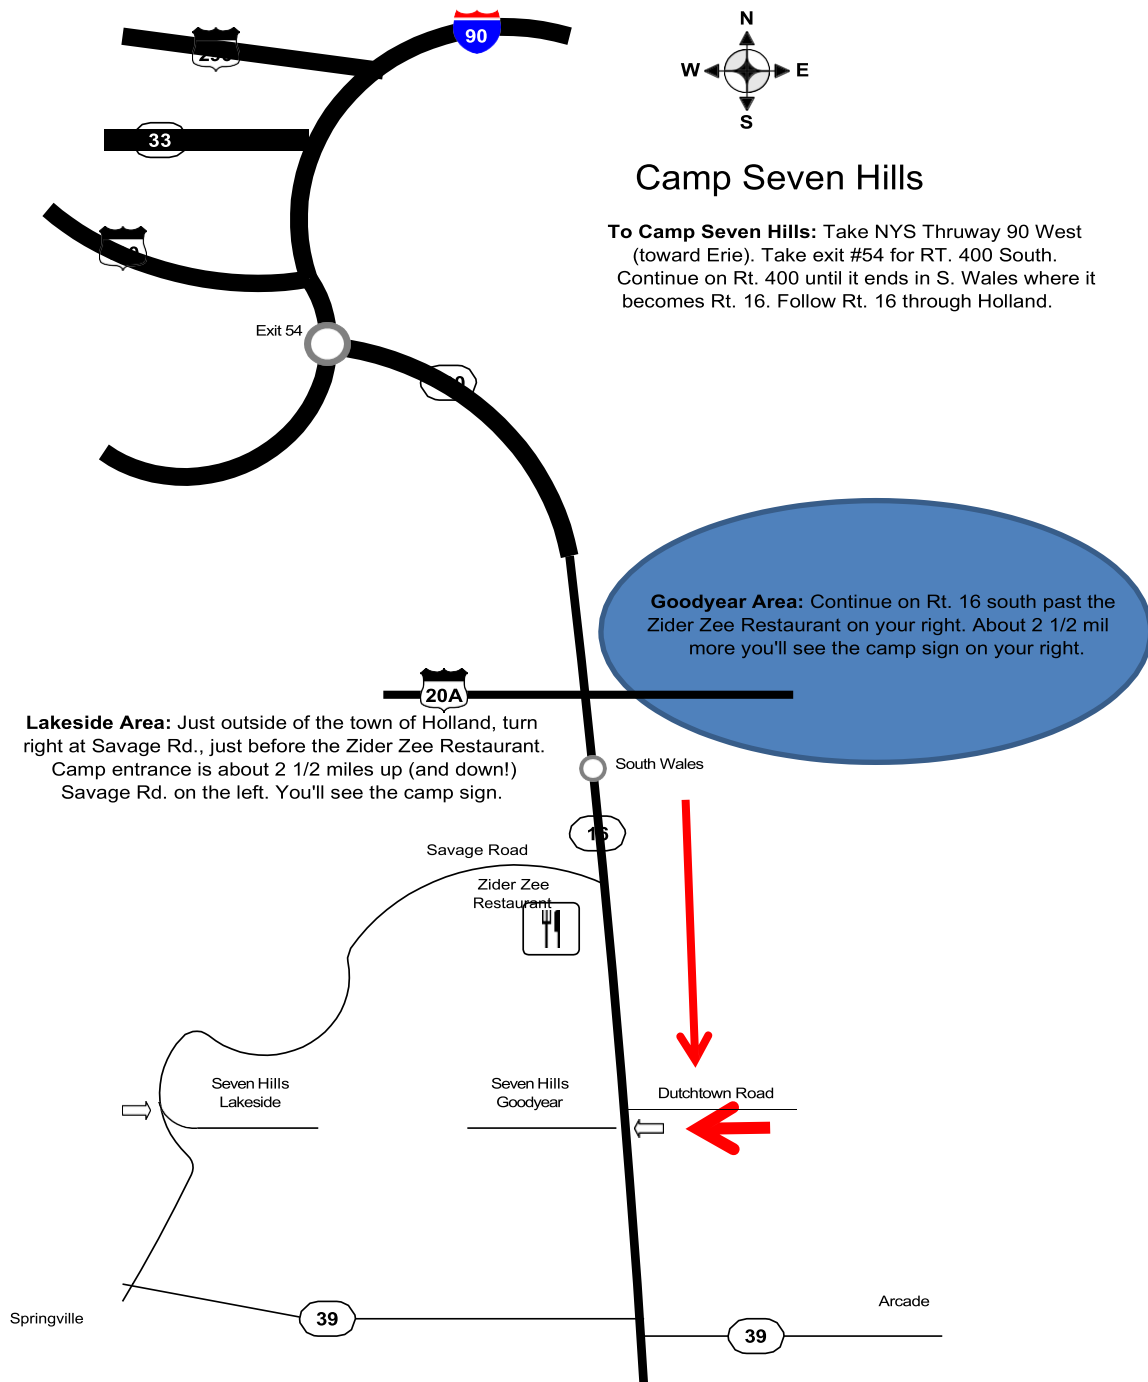 90
N
W E
S
33
Camp Seven Hills
To Camp Seven Hills: Take NYS Thruway 90 West
(toward Erie). Take exit #54 for RT. 400 South.
Continue on Rt. 400 until it ends in S. Wales where it
becomes Rt. 16. Follow Rt. 16 through Holland.
Exit 54
Goodyear Area: Continue on Rt. 16 south past the
Zider Zee Restaurant on your right. About 2 1/2 mil
more you'll see the camp sign on your right.
20A
Lakeside Area: Just outside of the town of Holland, turn
right at Savage Rd., just before the Zider Zee Restaurant.
Camp entrance is about 2 1/2 miles up (and down!)
Savage Rd. on the left. You'll see the camp sign.
South Wales
16
Savage Road
Zider Zee
Restaurant
Seven Hills
Lakeside
Seven Hills
Goodyear
Dutchtown Road
Springville
39
Arcade
39